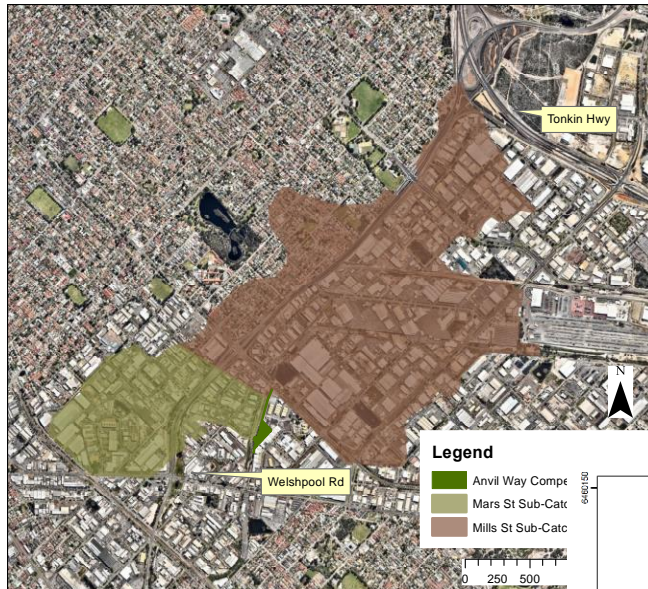 Tonkin Hwy
N
Legend
Anvil Way Compe
Mars St Sub-Catc
Mills St Sub-Catc
Welshpool Rd
6460150
0 250 500